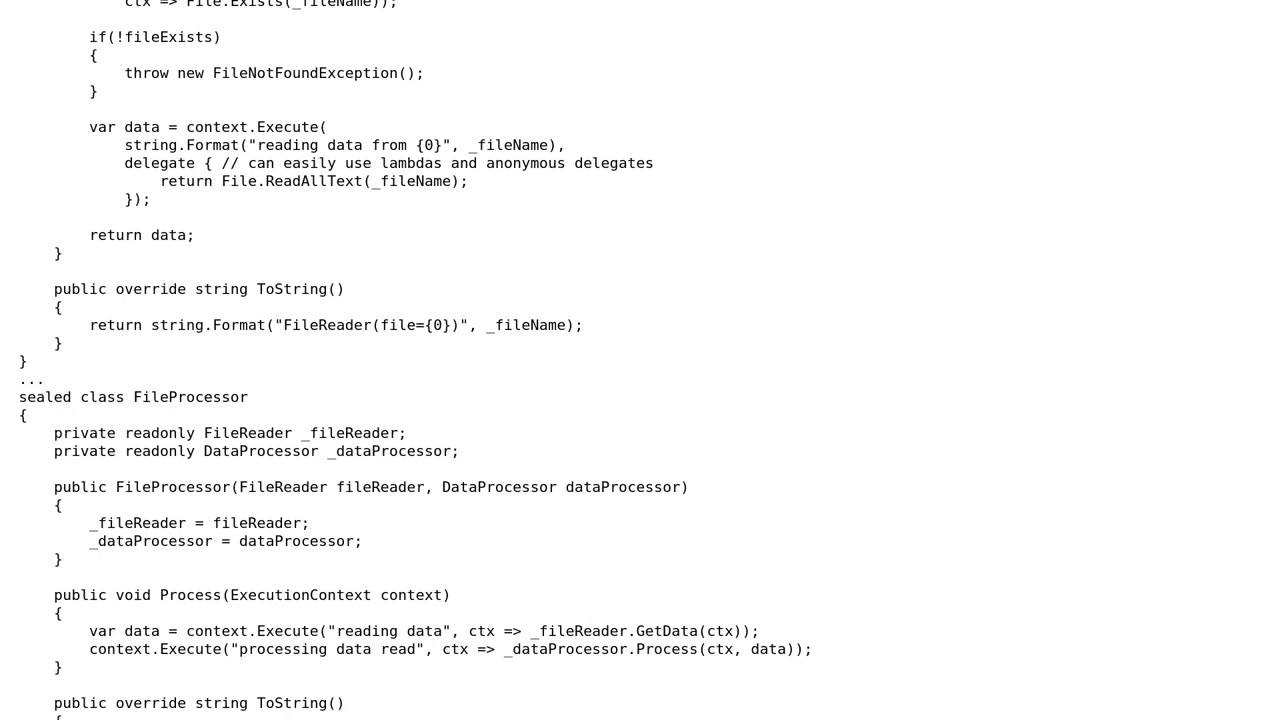 ctx => File.Exists(_fileName));

        if(!fileExists)
        {
            throw new FileNotFoundException();
        }

        var data = context.Execute(
            string.Format("reading data from {0}", _fileName),
            delegate { // can easily use lambdas and anonymous delegates
                return File.ReadAllText(_fileName);
            });

        return data;
    }

    public override string ToString()
    {
        return string.Format("FileReader(file={0})", _fileName);
    }
}
...
sealed class FileProcessor
{
    private readonly FileReader _fileReader;
    private readonly DataProcessor _dataProcessor;

    public FileProcessor(FileReader fileReader, DataProcessor dataProcessor)
    {
        _fileReader = fileReader;
        _dataProcessor = dataProcessor;
    }

    public void Process(ExecutionContext context)
    {
        var data = context.Execute("reading data", ctx => _fileReader.GetData(ctx));
        context.Execute("processing data read", ctx => _dataProcessor.Process(ctx, data));
    }

    public override string ToString()
    {